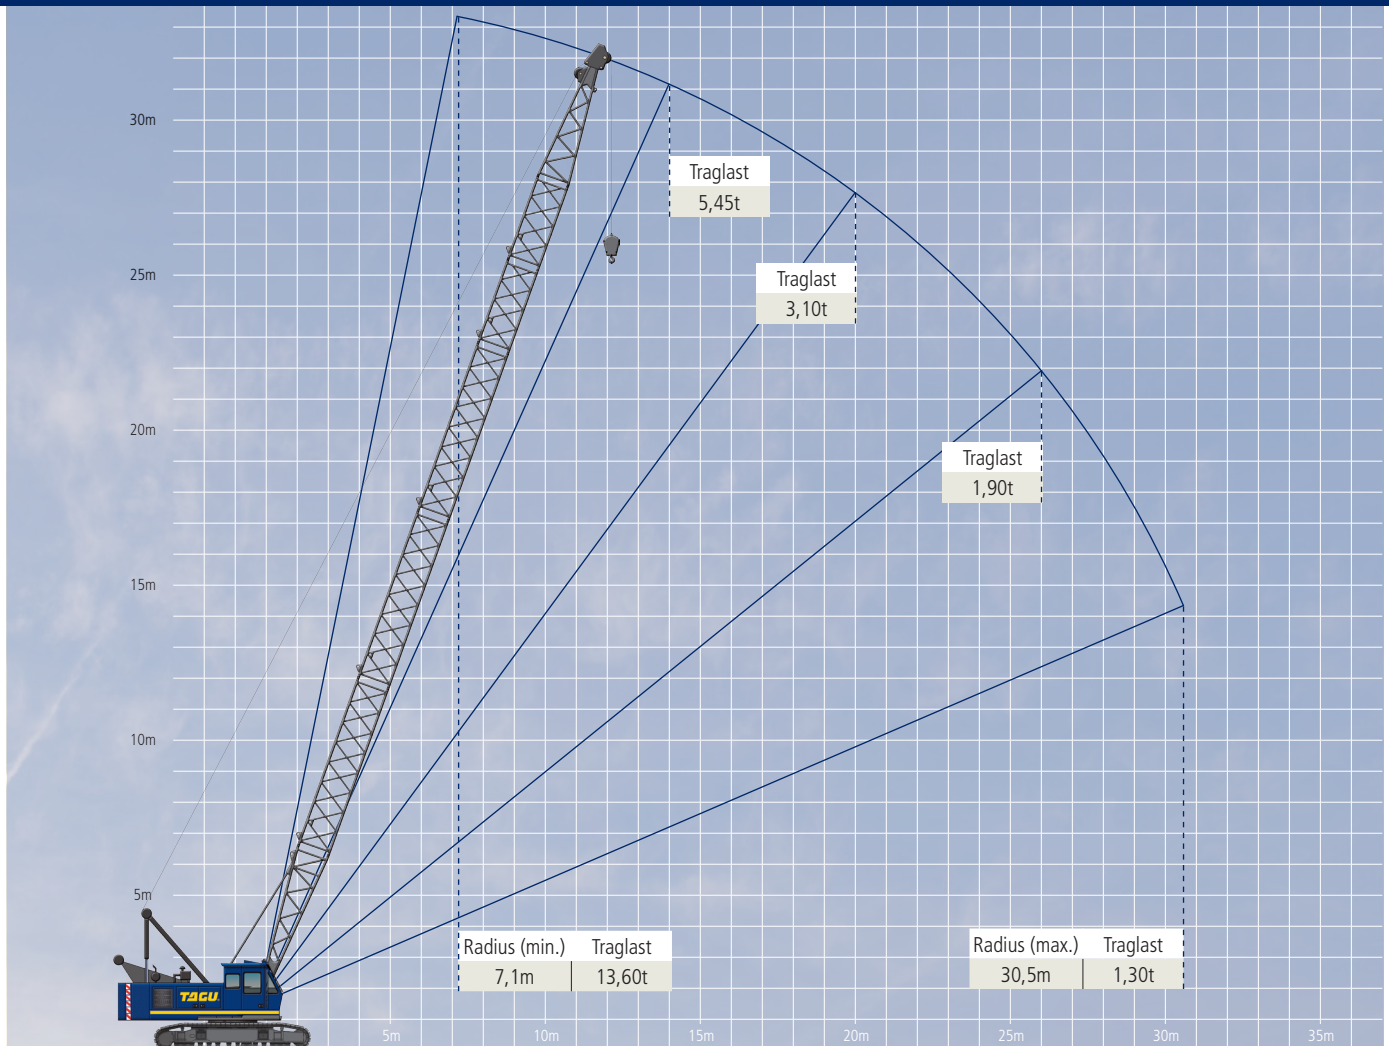 30m
Traglast
5,45t
25m
Traglast
3,10t
20m
Traglast
1,90t
15m
10m
5m
Radius (min.) Traglast
7,1m 13,60t
Radius (max.) Traglast
30,5m 1,30t
TAGU
5m 10m 15m 20m 25m 30m 35m